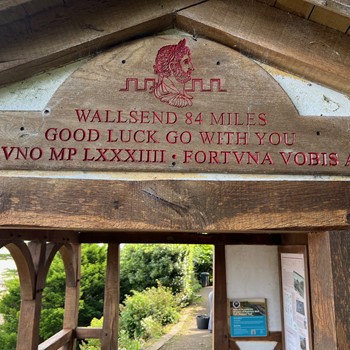 WALLSEND 84 MILES
GOOD LUCK GO WITH YOU
VNO MP LXXXIIII : FORTVNA VOBIS A